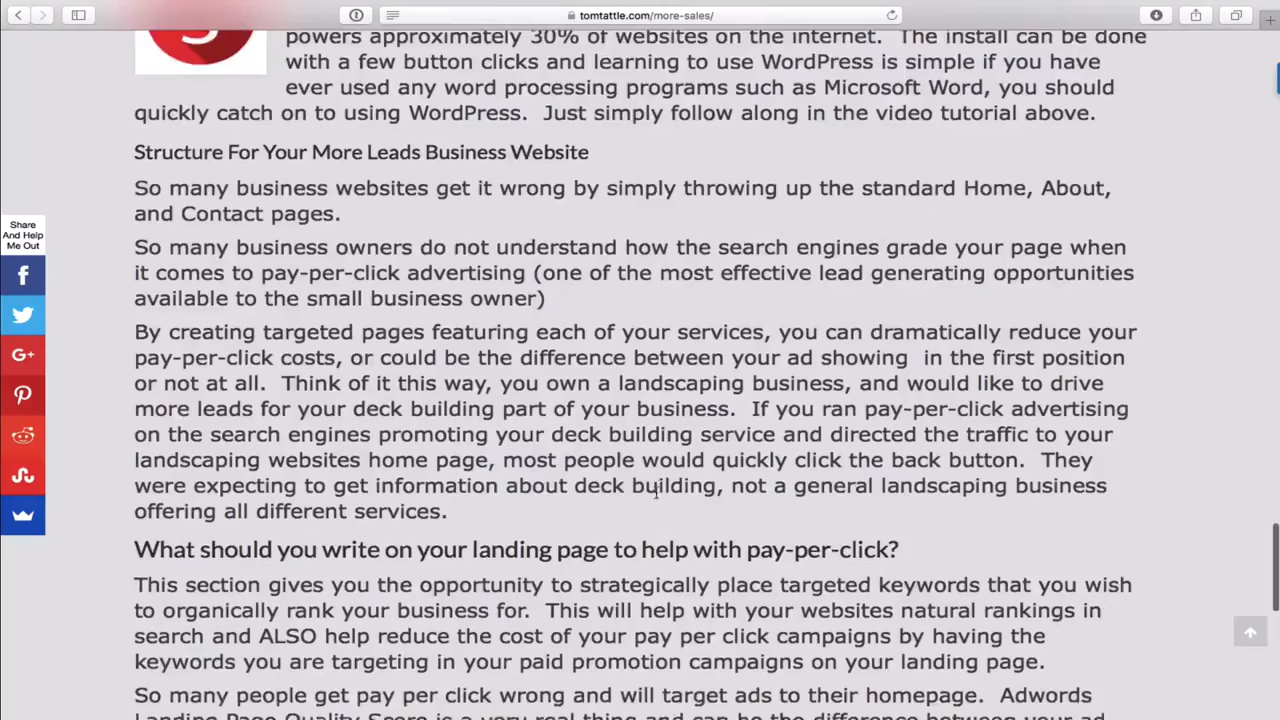 tomtattle.com/more-sales/
powers approximately 30% of websites on the internet.  The install can be done
with a few button clicks and learning to use WordPress is simple if you have
ever used any word processing programs such as Microsoft Word, you should
quickly catch on to using WordPress.  Just simply follow along in the video tutorial above.
Structure For Your More Leads Business Website
So many business websites get it wrong by simply throwing up the standard Home, About,
and Contact pages.
Share
And Help
Me Out
So many business owners do not understand how the search engines grade your page when
it comes to pay-per-click advertising (one of the most effective lead generating opportunities
available to the small business owner)
By creating targeted pages featuring each of your services, you can dramatically reduce your
pay-per-click costs, or could be the difference between your ad showing  in the first position
or not at all.  Think of it this way, you own a landscaping business, and would like to drive
more leads for your deck building part of your business.  If you ran pay-per-click advertising
on the search engines promoting your deck building service and directed the traffic to your
landscaping websites home page, most people would quickly click the back button.  They
were expecting to get information about deck building, not a general landscaping business
offering all different services.
What should you write on your landing page to help with pay-per-click?
This section gives you the opportunity to strategically place targeted keywords that you wish
to organically rank your business for.  This will help with your websites natural rankings in
search and ALSO help reduce the cost of your pay per click campaigns by having the
keywords you are targeting in your paid promotion campaigns on your landing page.
So many people get pay per click wrong and will target ads to their homepage.  Adwords
Landing Page Quality Score is a very real thing and can be the difference between your ad